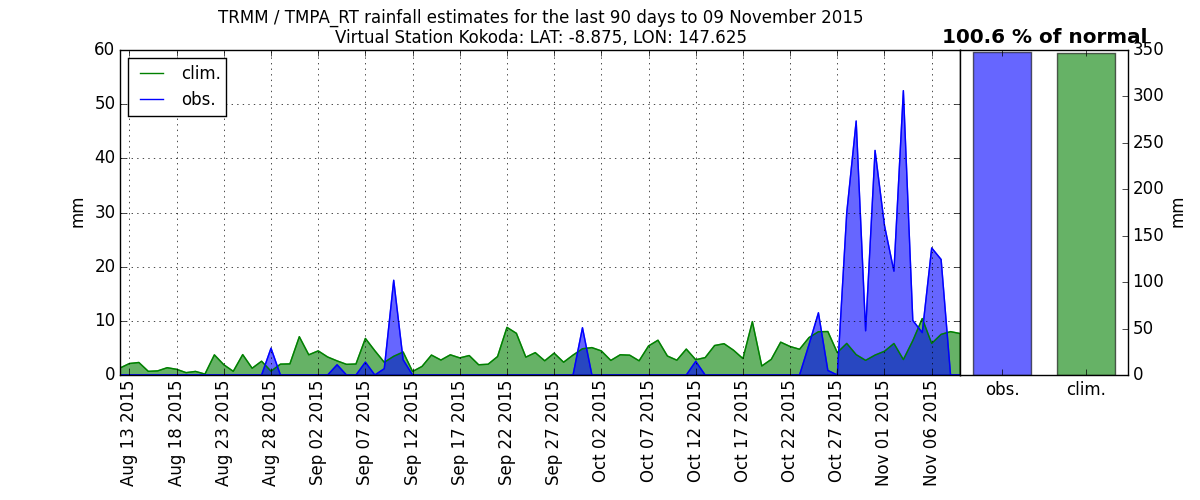 TRMM / TMPA_RT rainfall estimates for the last 90 days to 09 November 2015
Virtual Station Kokoda: LAT: -8.875, LON: 147.625
100.6 % of normal
clim.
obs.
60
50
40
30
20
10
0
mm
350
300
250
200
150
100
50
0
mm
obs.
clim.
Aug 13 2015
Aug 18 2015
Aug 23 2015
Aug 28 2015
Sep 02 2015
Sep 07 2015
Sep 12 2015
Sep 17 2015
Sep 22 2015
Sep 27 2015
Oct 02 2015
Oct 07 2015
Oct 12 2015
Oct 17 2015
Oct 22 2015
Oct 27 2015
Nov 01 2015
Nov 06 2015